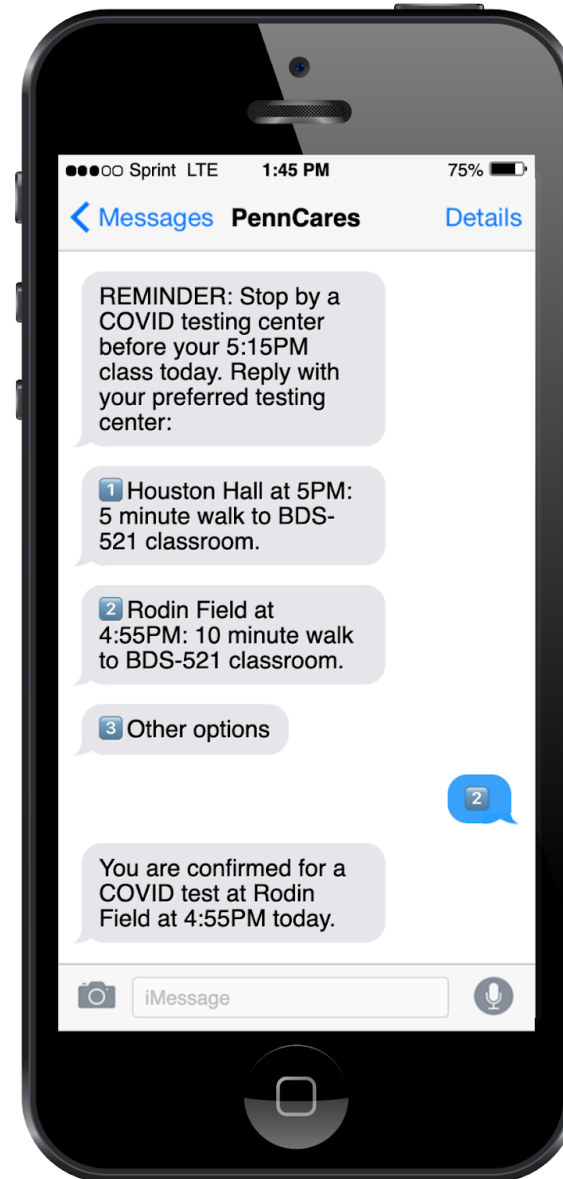 ●●●○○ Sprint LTE 1:45 PM 75%
Messages PennCares Details
REMINDER: Stop by a
COVID testing center
before your 5:15PM
class today. Reply with
your preferred testing
center:
1️⃣ Houston Hall at 5PM:
5 minute walk to BDS-
521 classroom.
2️⃣ Rodin Field at
4:55PM: 10 minute walk
to BDS-521 classroom.
3️⃣ Other options
2️⃣
You are confirmed for a
COVID test at Rodin
Field at 4:55PM today.
iMessage